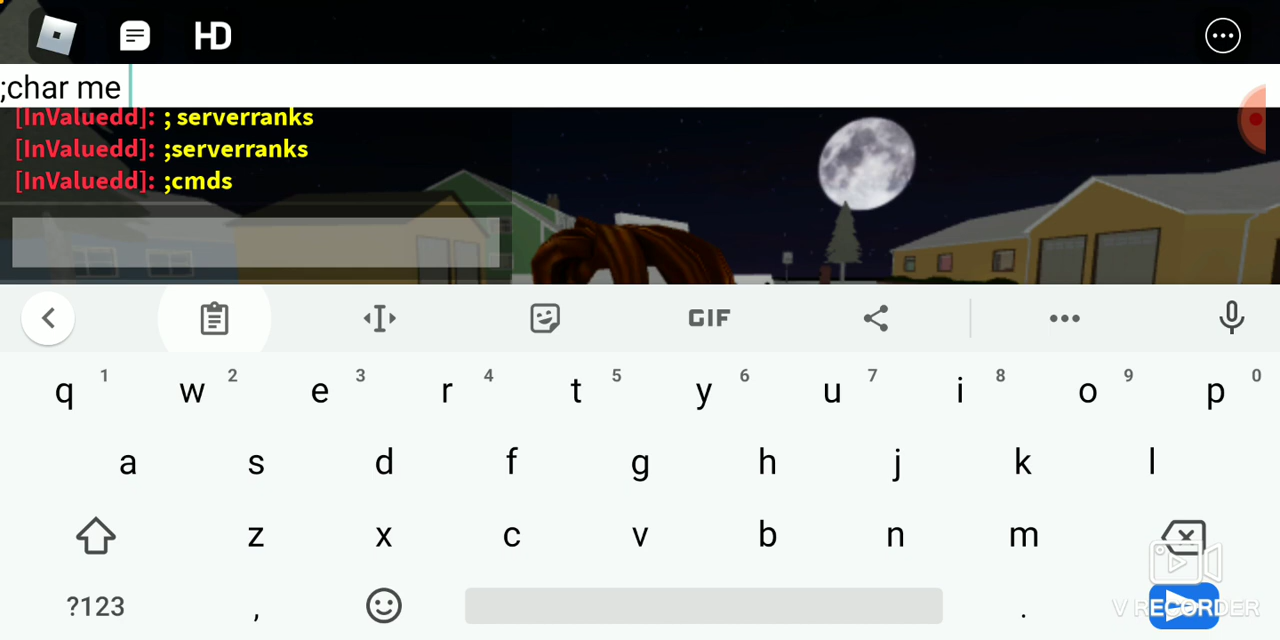 HD
;char me
[InValuedd]: ; serverranks
[InValuedd]: ;serverranks
[InValuedd]: ;cmds
GIF
q 1 w 2 e 3 r 4 t 5 y 6 u 7 i 8 o 9 p 0
a s d f g h j k l
z x c v b n m
?123 , .
V RECORDER